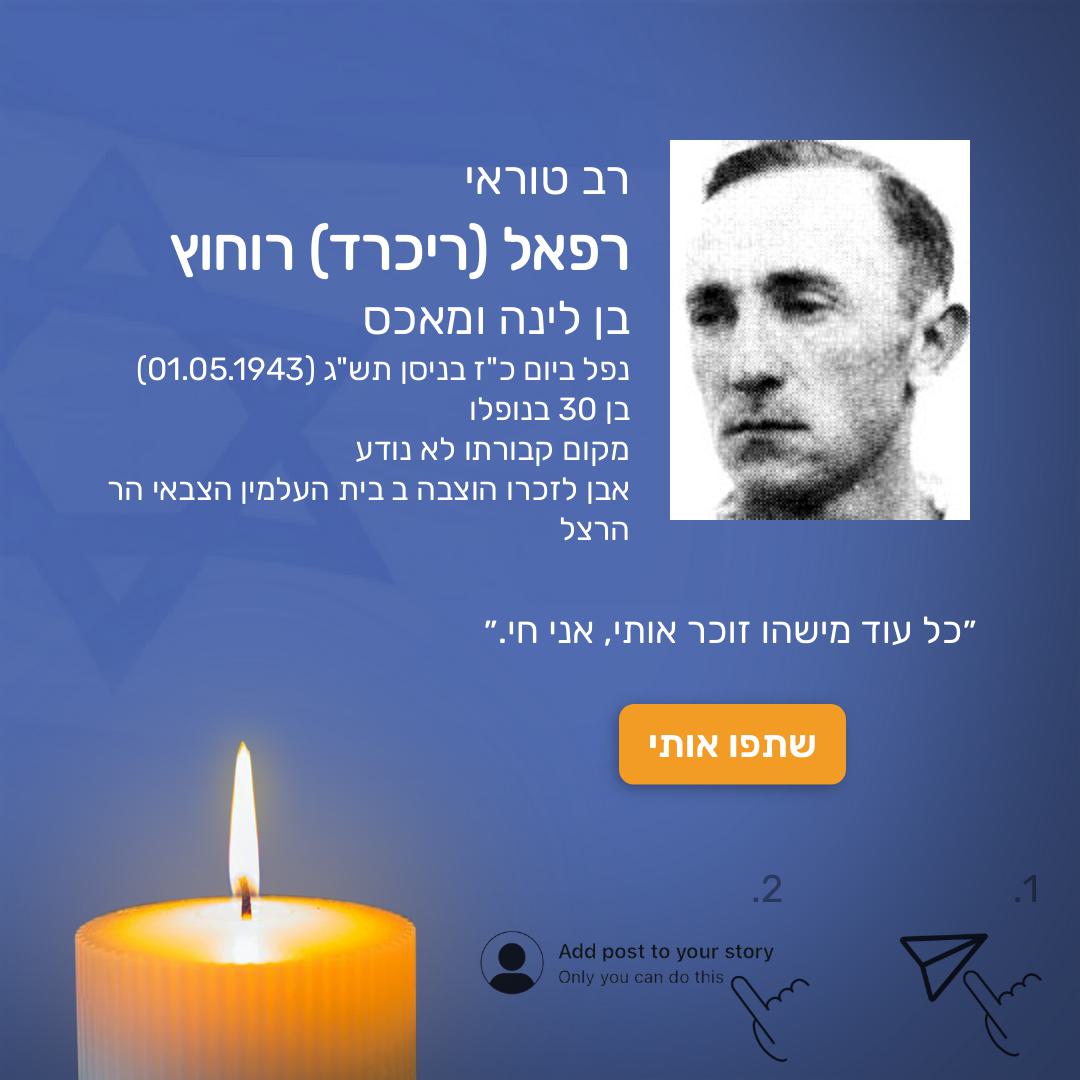 רב טוראי
רפאל (ריכרד) רוחוץ
בן לינה ומאכס
נפל ביום כ"ז בניסן תש"ג (01.05.1943)
בן 30 בנופלו
מקום קבורתו לא נודע
אבן לזכרו הוצבה ב בית העלמין הצבאי הר
הרצל
״כל עוד מישהו זוכר אותי, אני חי.״
שתפו אותי
1.
2.
Add post to your story
Only you can do this